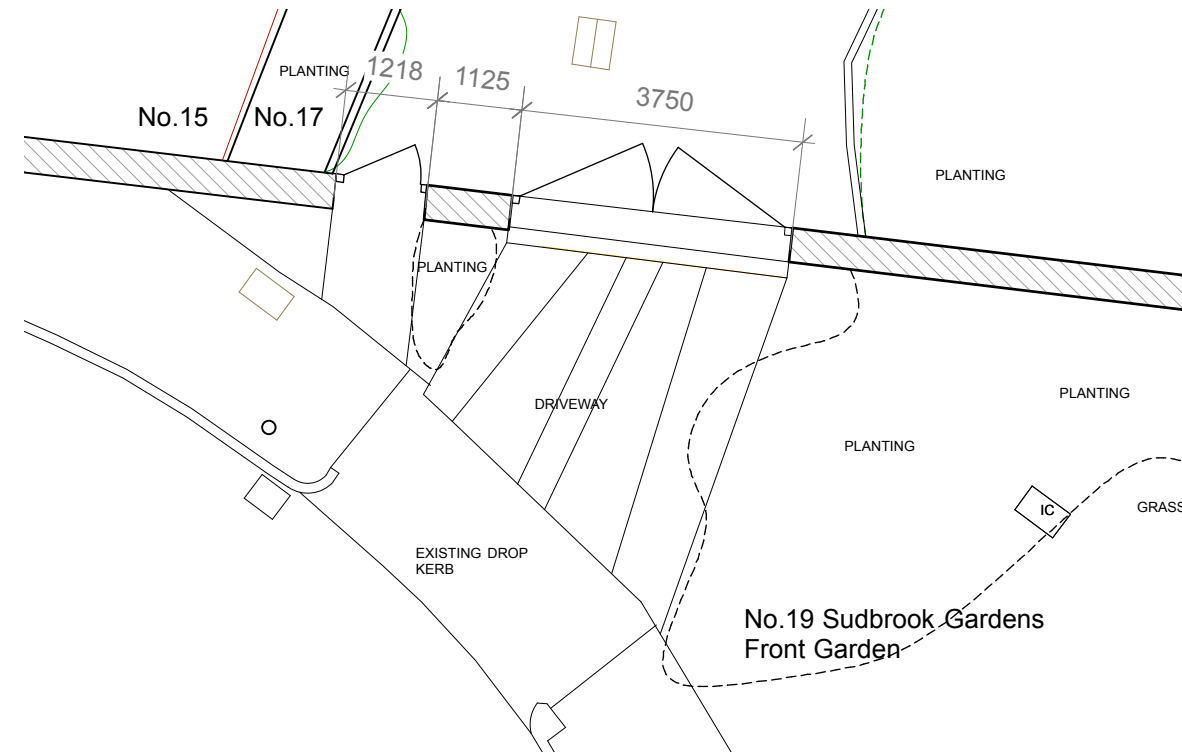 PLANTING
1218
1125
3750
No.15
No.17
PLANTING
PLANTING
DRIVEWAY
PLANTING
PLANTING
IC
GRASS
EXISTING DROP
KERB
No.19 Sudbrook Gardens
Front Garden